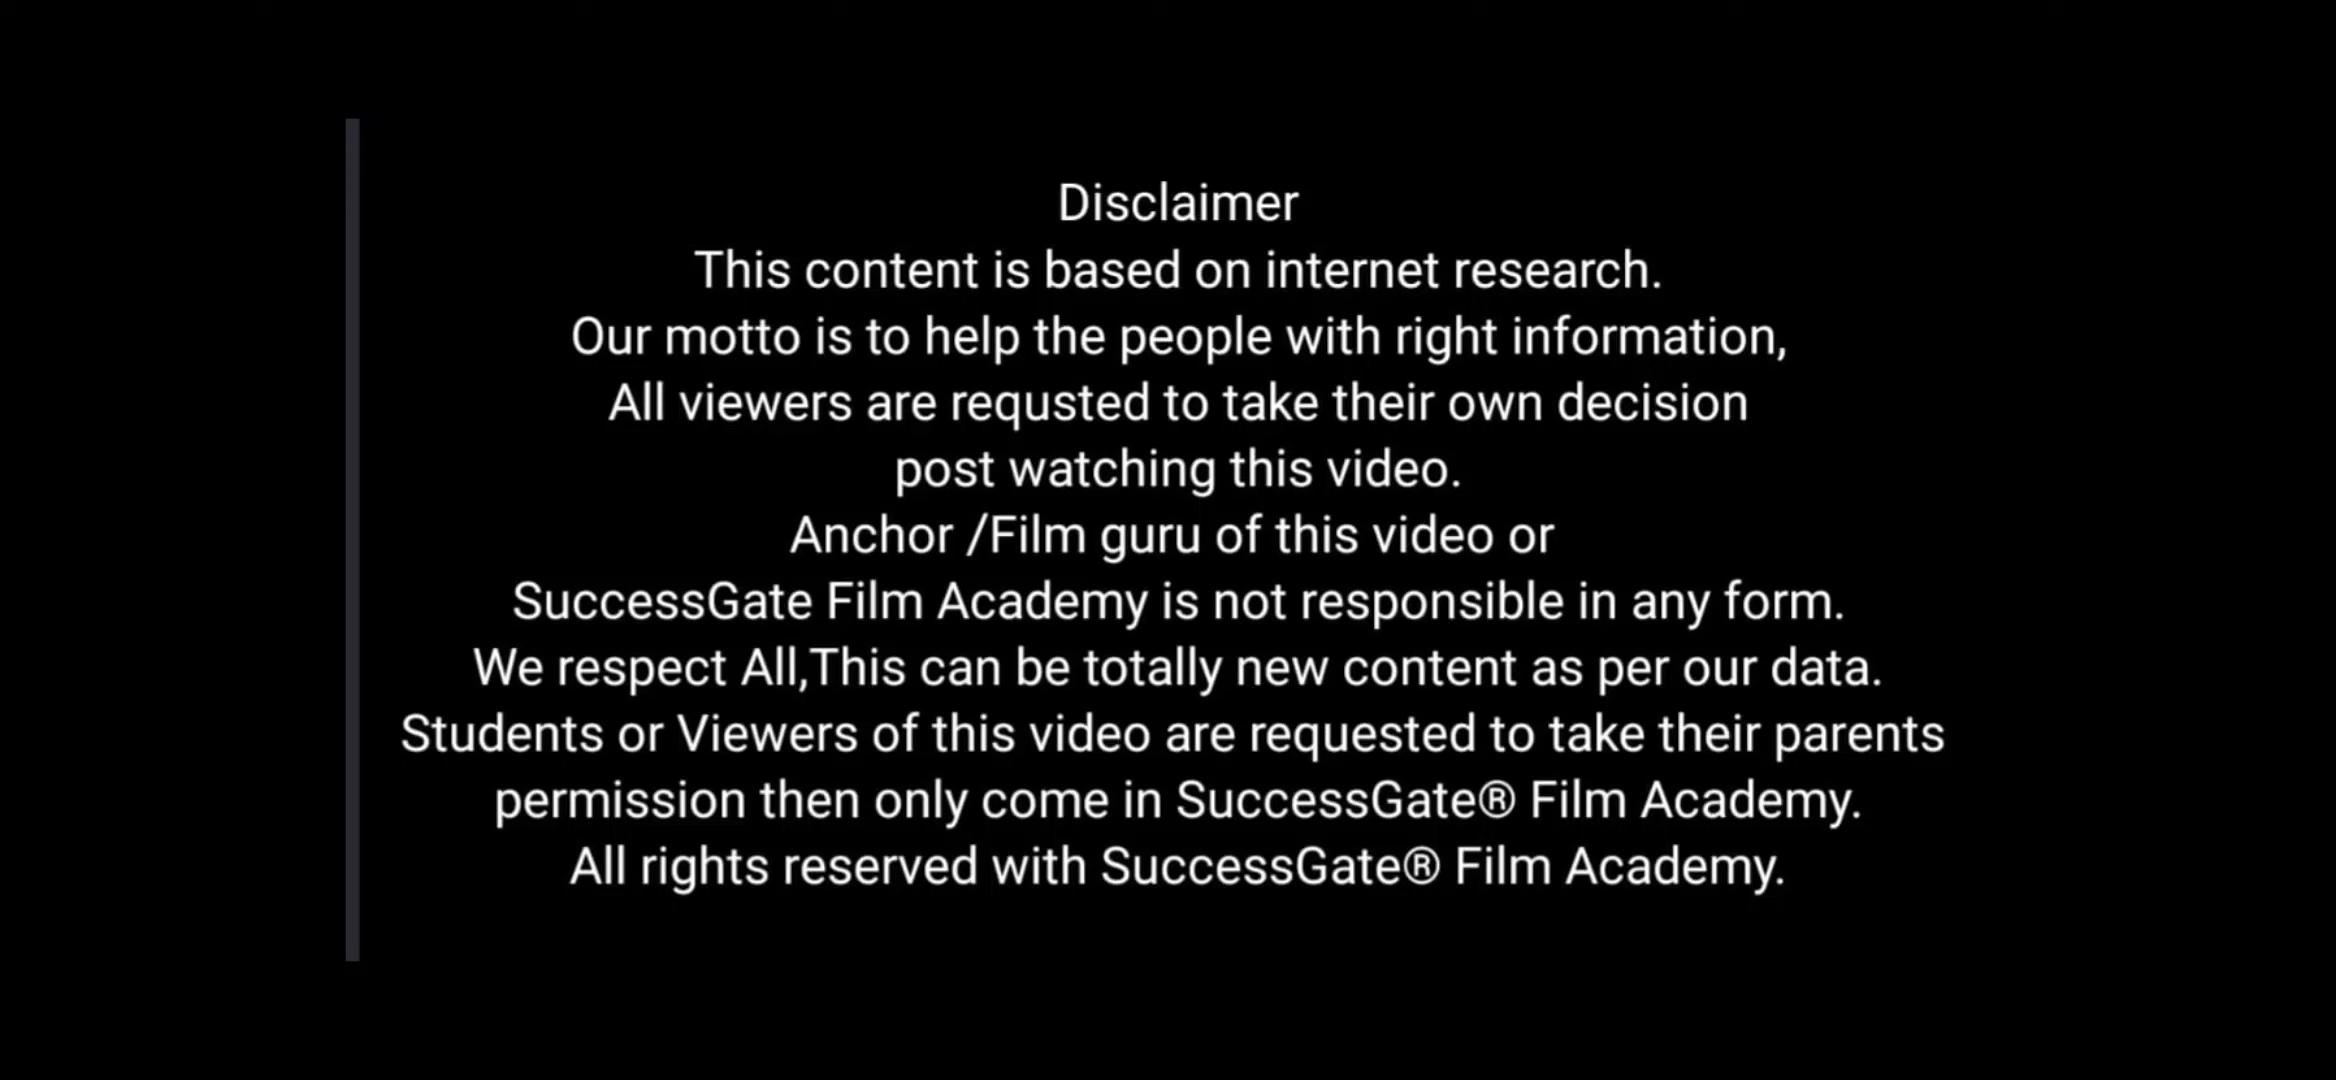 Disclaimer
This content is based on internet research.
Our motto is to help the people with right information,
All viewers are requsted to take their own decision
post watching this video.
Anchor /Film guru of this video or
SuccessGate Film Academy is not responsible in any form.
We respect All,This can be totally new content as per our data.
Students or Viewers of this video are requested to take their parents
permission then only come in SuccessGate® Film Academy.
All rights reserved with SuccessGate® Film Academy.